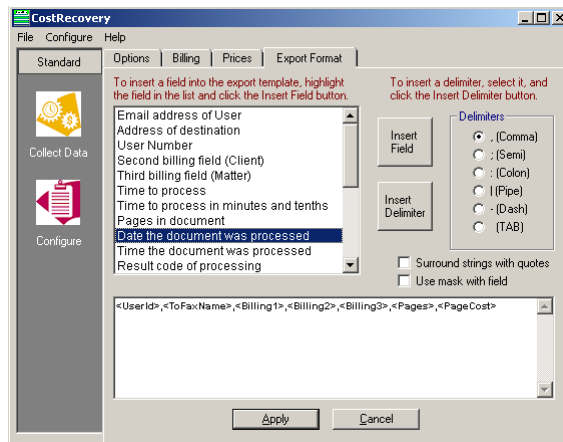 CostRecovery
File Configure Help
Standard
Collect Data
Configure
Options Billing Prices Export Format
To insert a field into the export template, highlight
the field in the list and click the Insert Field button.
To insert a delimiter, select it, and
click the Insert Delimiter button.
Email address of User
Address of destination
User Number
Second billing field (Client)
Third billing field (Matter)
Time to process
Time to process in minutes and tenths
Pages in document
Date the document was processed
Time the document was processed
Result code of processing
Insert
Field
Insert
Delimiter
Delimiters
, (Comma)
; (Semi)
: (Colon)
| (Pipe)
- (Dash)
(TAB)
Surround strings with quotes
Use mask with field
<UserId>,<ToFaxName>,<Billing1>,<Billing2>,<Billing3>,<Pages>,<PageCost>
Apply
Cancel